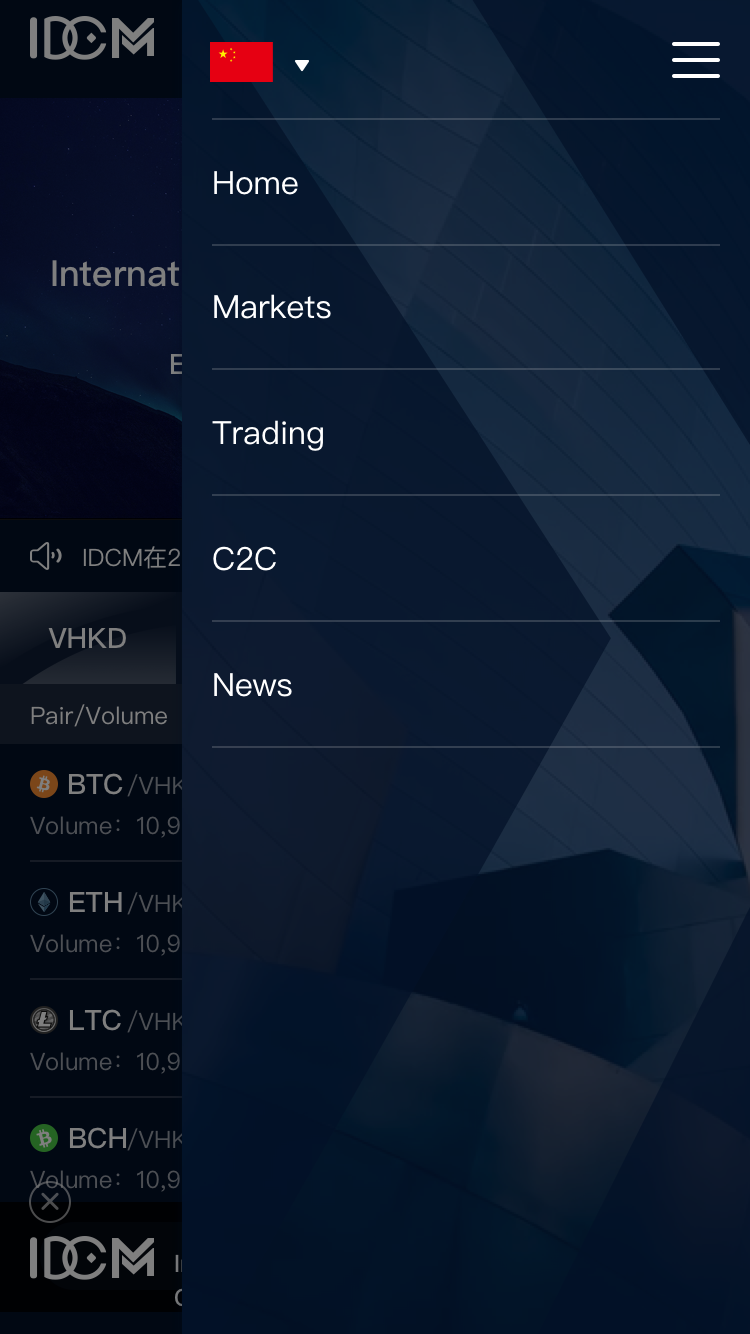 IDCM
Home
Markets
Trading
C2C
News
Internat
E
IDCM在2
VHKD
Pair/Volume
BTC/VHK
Volume：10,9
ETH/VHK
Volume：10,9
LTC/VHK
Volume：10,9
BCH/VHK
Volume：10,9
IDCM